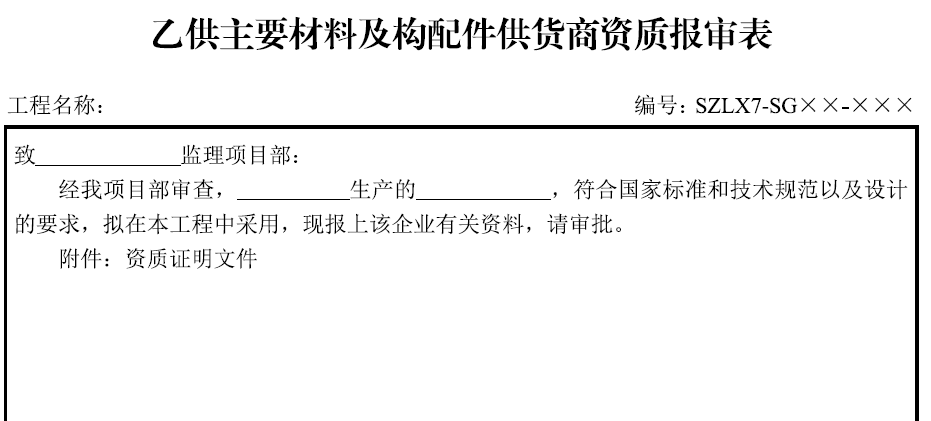 乙供主要材料及构配件供货商资质报审表
工程名称： 编号：SZLX7-SG××-×××
致_____________监理项目部：
经我项目部审查，__________生产的____________，符合国家标准和技术规范以及设计
的要求，拟在本工程中采用，现报上该企业有关资料，请审批。
附件：资质证明文件